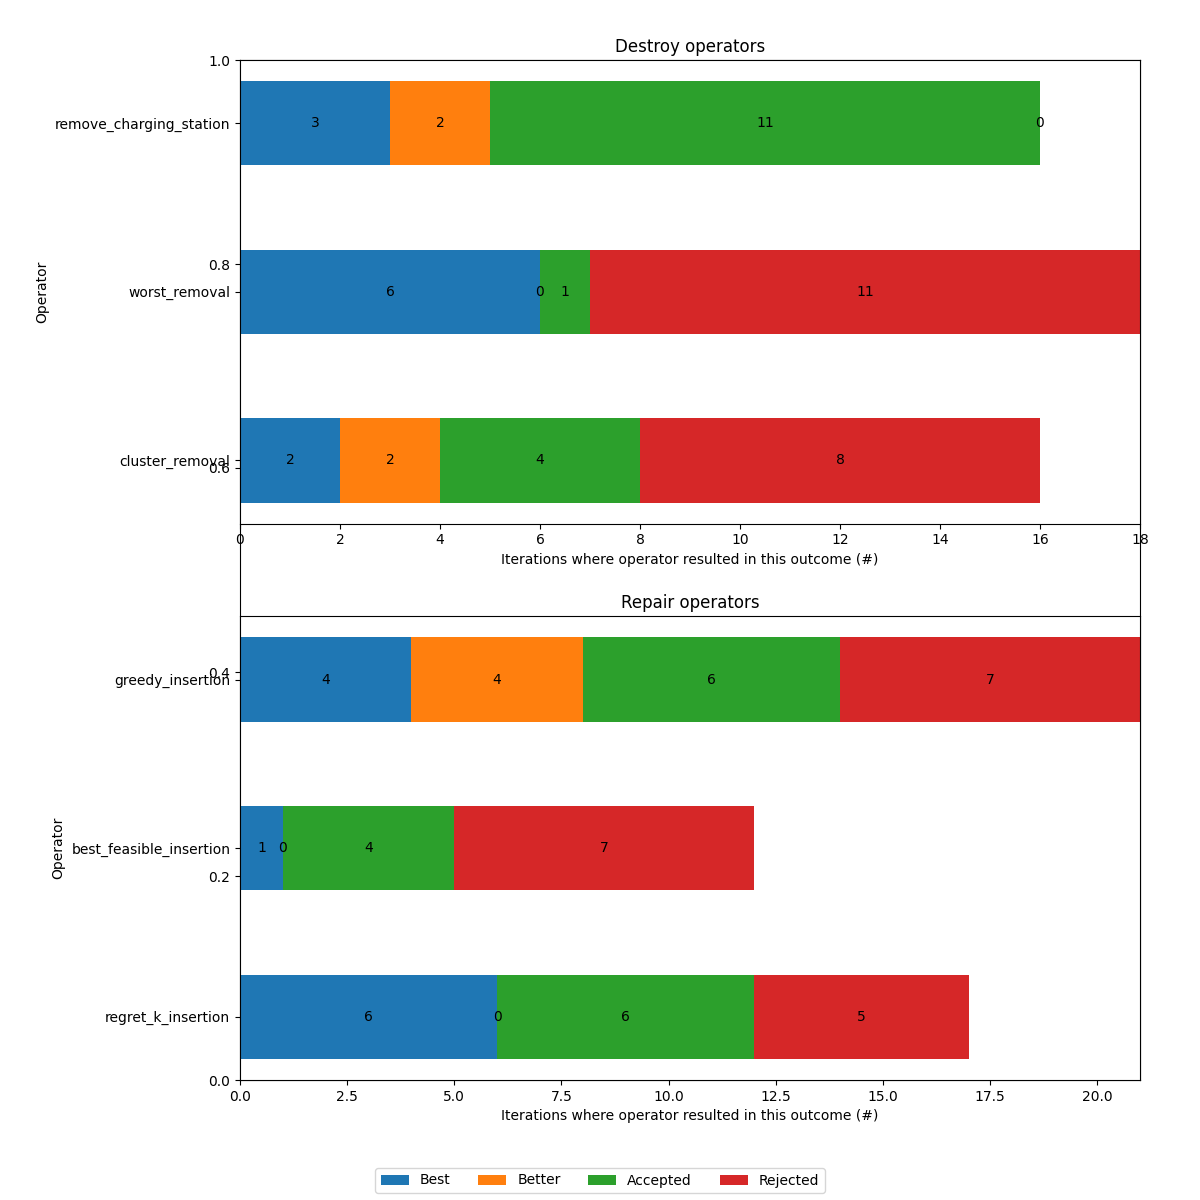 Destroy operators
1.0
remove_charging_station 3 2 11 0
0.8
worst_removal 6 0 1 11
Operator
cluster_removal 2 2 4 8
0.6
0 2 4 6 8 10 12 14 16 18
Iterations where operator resulted in this outcome (#)
Repair operators
0.4
greedy_insertion 4 4 6 7
best_feasible_insertion 1 0 4 7
Operator
0.2
regret_k_insertion 6 0 6 5
0.0
0.0 2.5 5.0 7.5 10.0 12.5 15.0 17.5 20.0
Iterations where operator resulted in this outcome (#)
Best Better Accepted Rejected